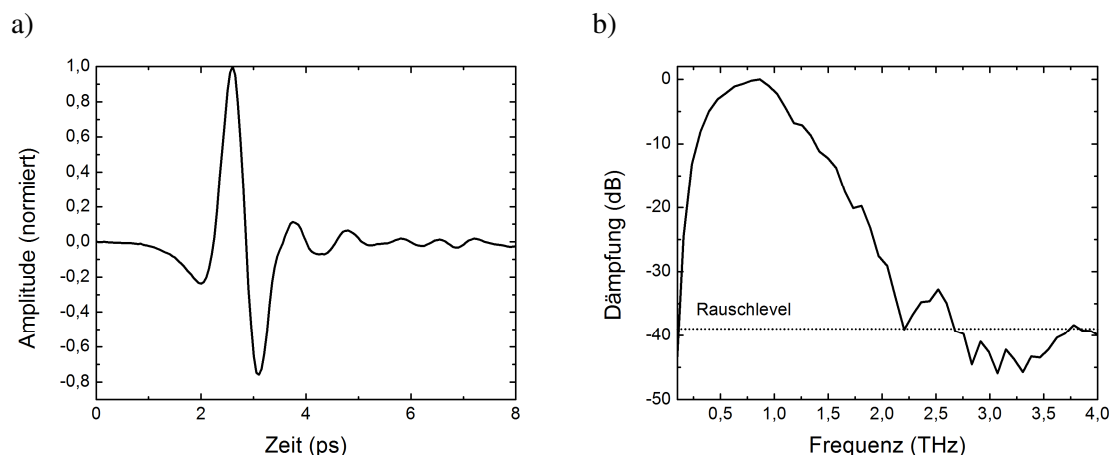 a)
1,0
0,8
0,6
0,4
0,2
0,0
-0,2
-0,4
-0,6
-0,8
Amplitude (normiert)
0 2 4 6 8
Zeit (ps)
b)
0
-10
-20
-30
-40
-50
Dämpfung (dB)
Rauschlevel
0,5 1,0 1,5 2,0 2,5 3,0 3,5 4,0
Frequenz (THz)